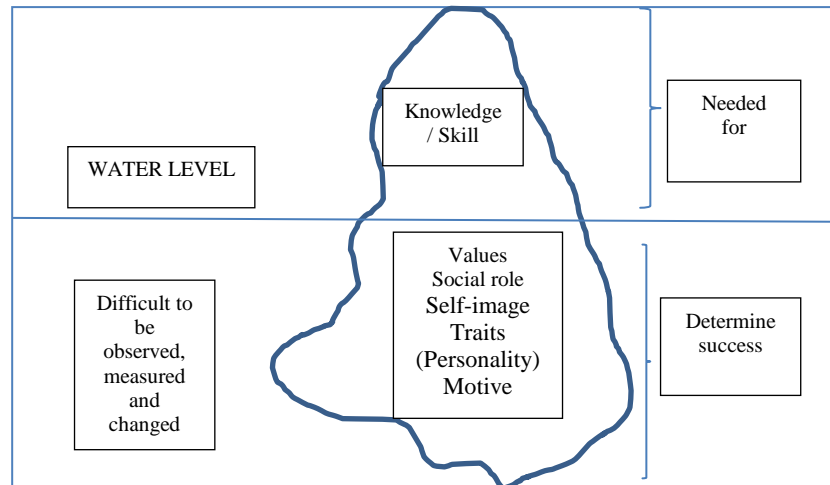 Knowledge
/ Skill
Needed
for
WATER LEVEL
Values
Social role
Self-image
Traits
(Personality)
Motive
Difficult to
be
observed,
measured
and
changed
Determine
success